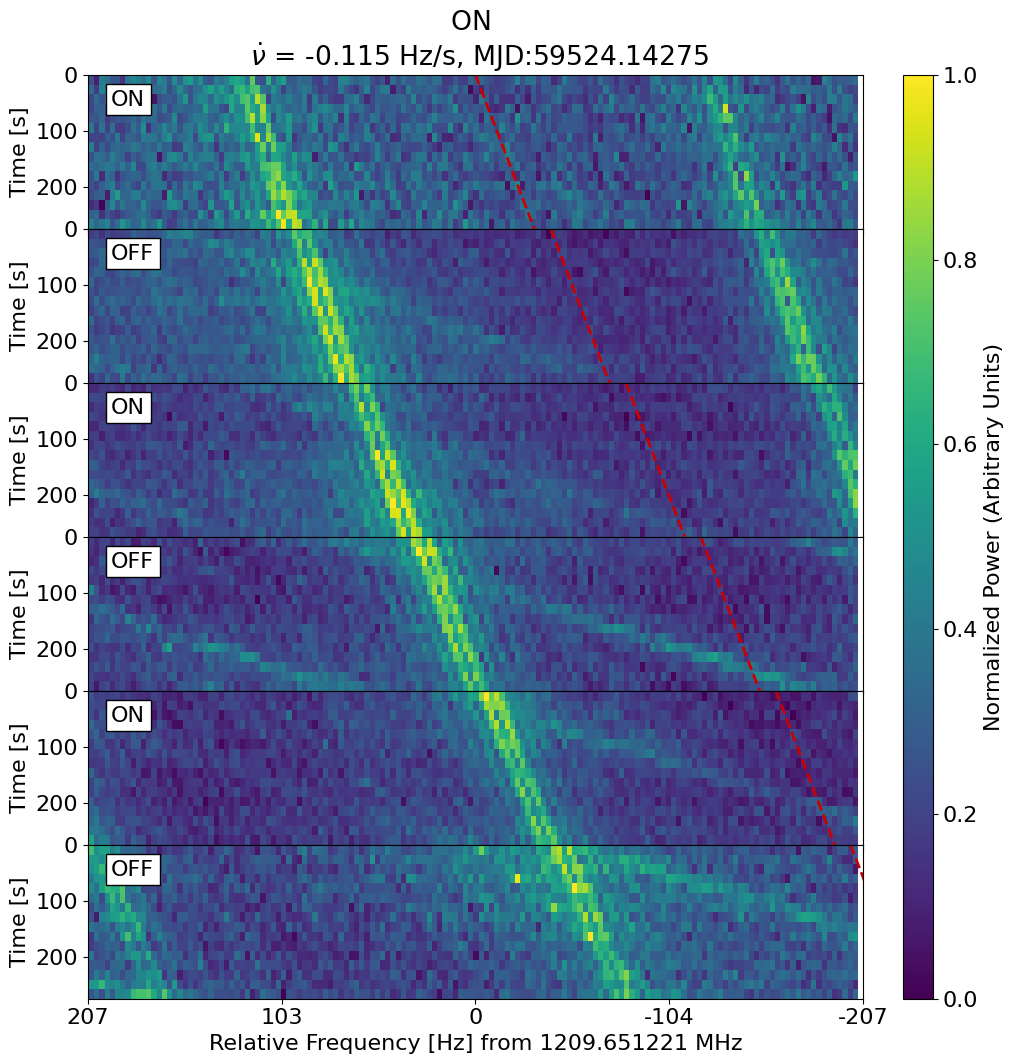 ON
ν̇ = -0.115 Hz/s, MJD:59524.14275
0
ON
100
Time [s]
200
0
OFF
100
Time [s]
200
0
ON
100
Time [s]
200
0
OFF
100
Time [s]
200
0
ON
100
Time [s]
200
0
OFF
100
Time [s]
200
207 103 0 -104 -207
Relative Frequency [Hz] from 1209.651221 MHz
1.0
0.8
0.6
0.4
0.2
0.0
Normalized Power (Arbitrary Units)